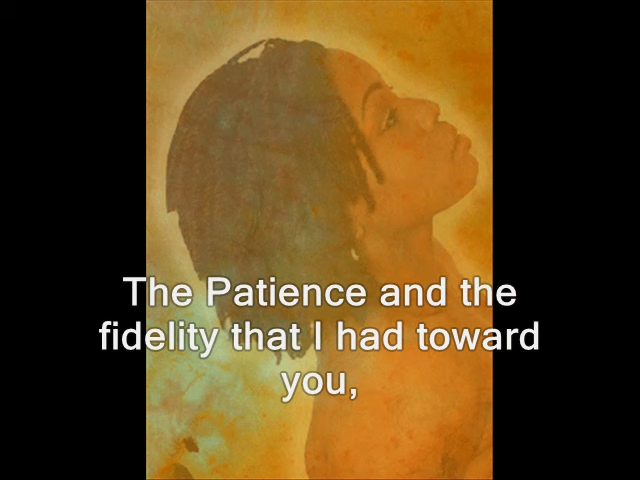 The Patience and the
fidelity that I had toward
you,